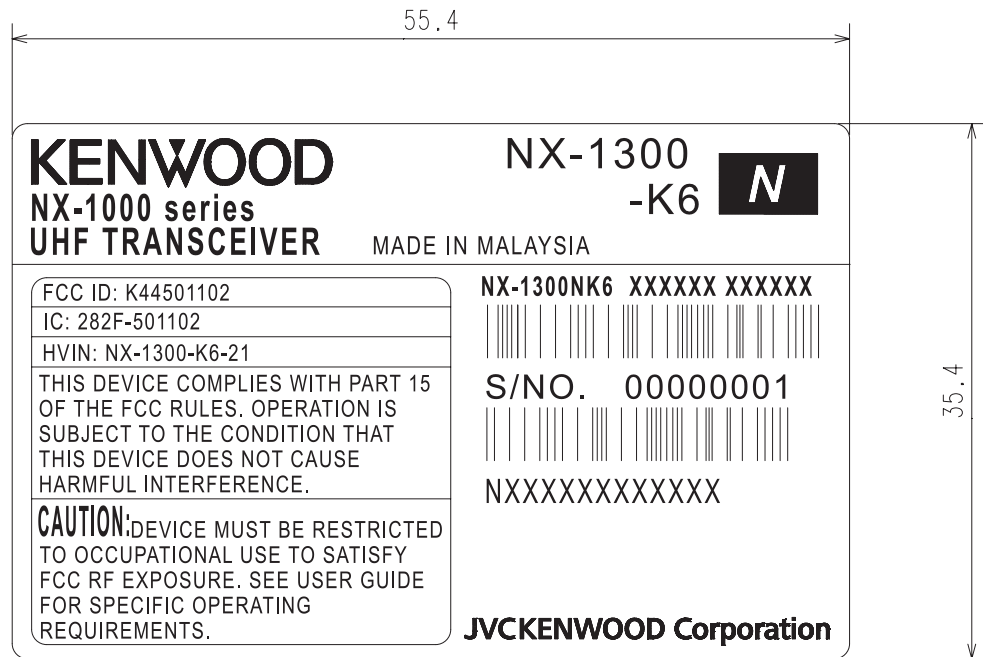 55.4
KENWOOD
NX-1000 series
UHF TRANSCEIVER
MADE IN MALAYSIA
NX-1300
-K6
N
FCC ID: K44501102
IC: 282F-501102
HVIN: NX-1300-K6-21
THIS DEVICE COMPLIES WITH PART 15
OF THE FCC RULES. OPERATION IS
SUBJECT TO THE CONDITION THAT
THIS DEVICE DOES NOT CAUSE
HARMFUL INTERFERENCE.
CAUTION:DEVICE MUST BE RESTRICTED
TO OCCUPATIONAL USE TO SATISFY
FCC RF EXPOSURE. SEE USER GUIDE
FOR SPECIFIC OPERATING
REQUIREMENTS.
NX-1300NK6 XXXXXX XXXXXX
S/NO. 00000001
NXXXXXXXXXXXX
JVCKENWOOD Corporation
35.4